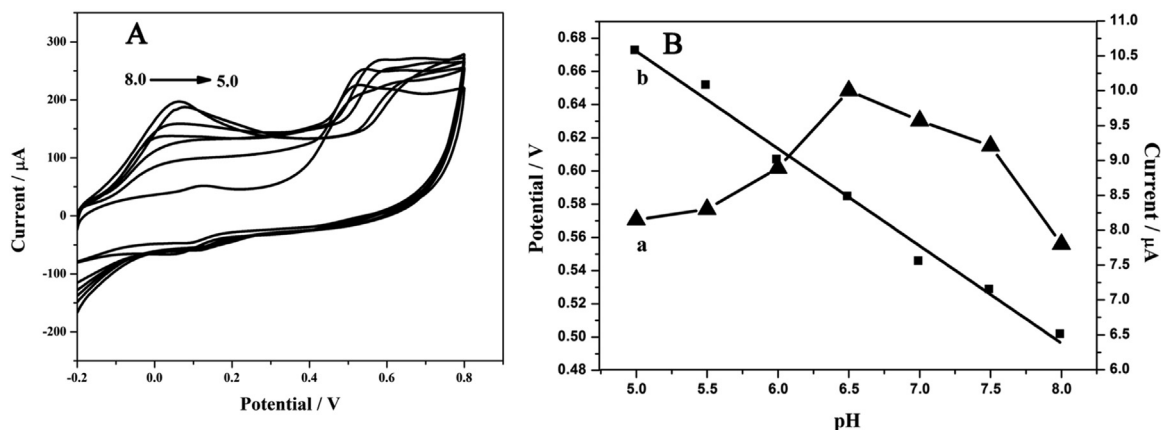 A
8.0 → 5.0
300
200
100
0
-100
-200
-0.2 0.0 0.2 0.4 0.6 0.8
Current / μA
Potential / V
B
b
a
0.68
0.66
0.64
0.62
0.60
0.58
0.56
0.54
0.52
0.50
0.48
Potential / V
5.0 5.5 6.0 6.5 7.0 7.5 8.0
pH
11.0
10.5
10.0
9.5
9.0
8.5
8.0
7.5
7.0
6.5
6.0
Current / μA